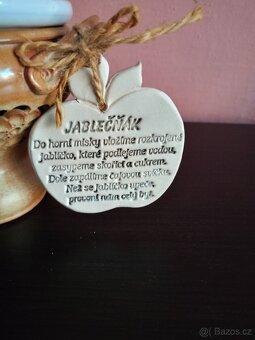 JABLEČŇÁK
Do horní misky vložíme rozkrojené
jablíčko, které podlejeme vodou,
zasypeme skořicí a cukrem.
Dole zapálíme čajovou svíčku.
Než se jablíčko upeče,
provoní nám celý byt.
Bazos.cz